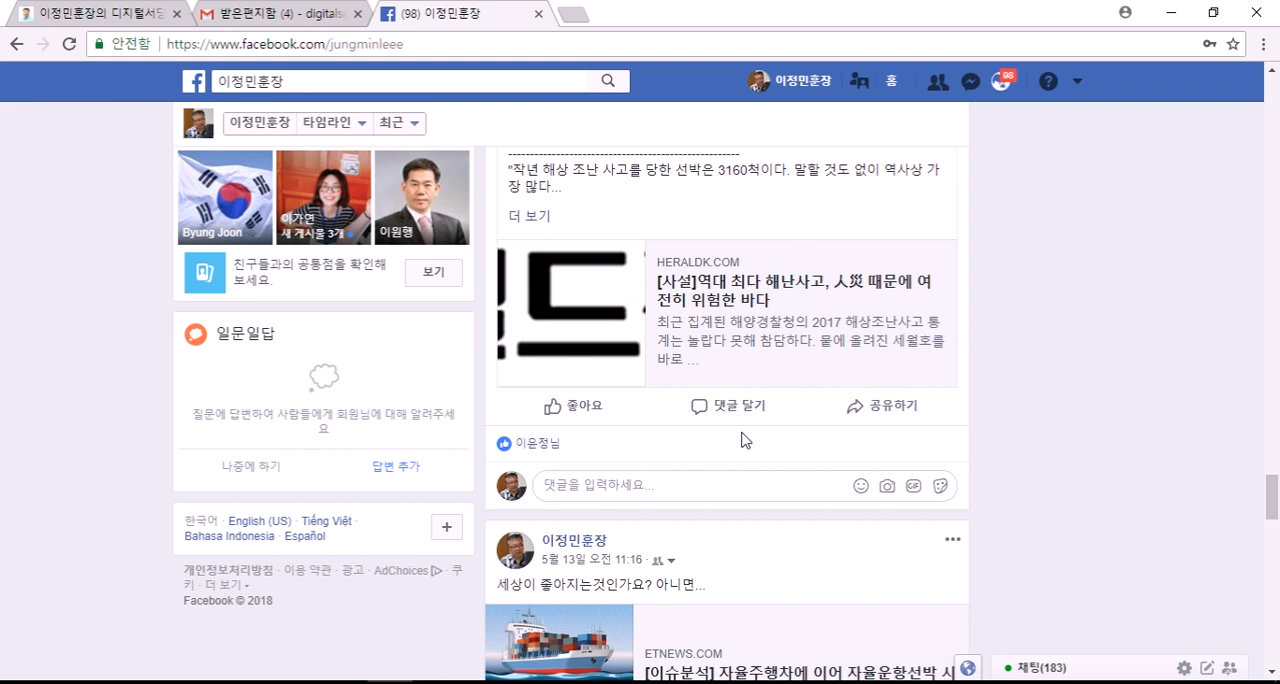 이정민훈장의 디지털서당
받은편지함 (4) - digitalse
(98) 이정민훈장
안전함
https://www.facebook.com/jungminleee
이정민훈장
이정민훈장
홈
98
이정민훈장
타임라인
최근
Byung Joon
이가연
새 게시물 3개
이원행
친구들과의 공통점을 확인해
보세요.
보기
일문일답
질문에 답변하여 사람들에게 회원님에 대해 알려주세
요
나중에 하기
답변 추가
한국어 · English (US) · Tiếng Việt ·
Bahasa Indonesia · Español
개인정보처리방침 · 이용 약관 · 광고 · AdChoices · 쿠
키 · 더 보기
Facebook © 2018
"작년 해상 조난 사고를 당한 선박은 3160척이다. 말할 것도 없이 역사상 가
장 많다...
더 보기
HERALDK.COM
[사설]역대 최다 해난사고, 人災 때문에 여
전히 위험한 바다
최근 집계된 해양경찰청의 2017 해상조난사고 통
계는 놀랍다 못해 참담하다. 뭍에 올려진 세월호를
바로 ...
좋아요
댓글 달기
공유하기
이윤정님
댓글을 입력하세요...
GIF
이정민훈장
5월 13일 오전 11:16 ·
세상이 좋아지는것인가요? 아니면...
ETNEWS.COM
[이슈분석] 자율주행차에 이어 자율운항선박 시
채팅(183)